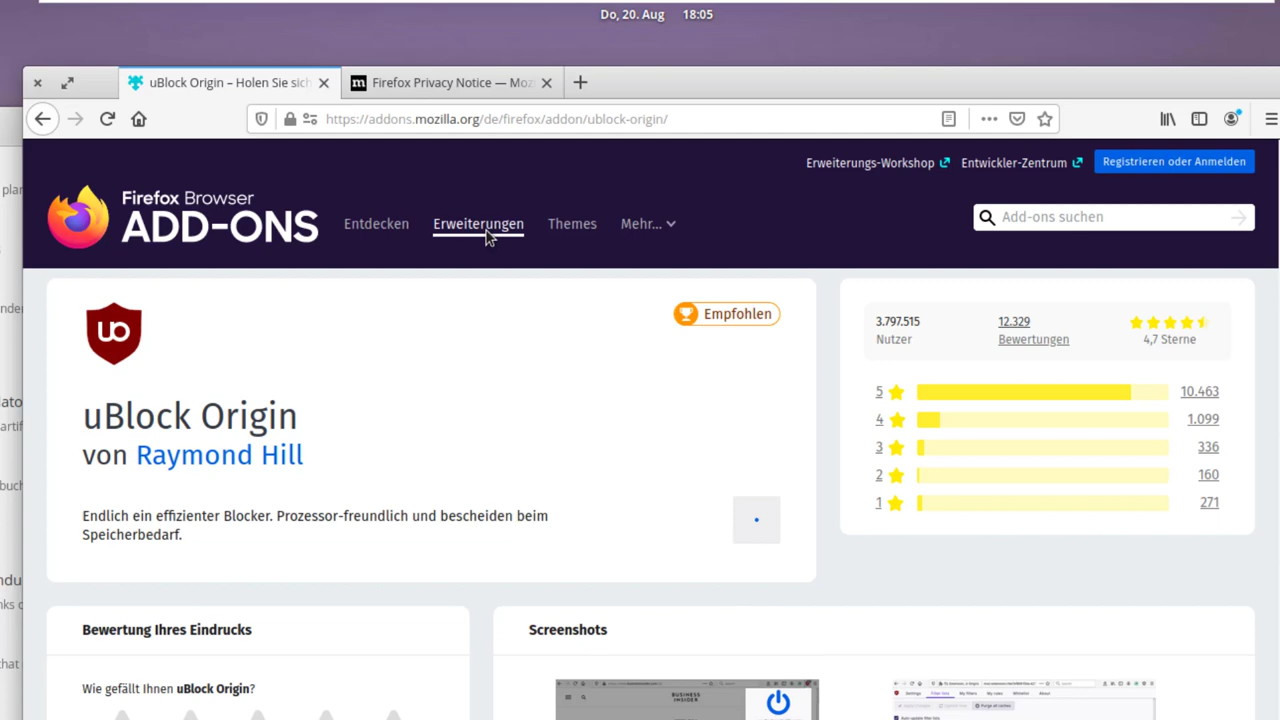 Do, 20. Aug 18:05
uBlock Origin – Holen Sie sich
m Firefox Privacy Notice — Moz
https://addons.mozilla.org/de/firefox/addon/ublock-origin/
Erweiterungs-Workshop Entwickler-Zentrum Registrieren oder Anmelden
Firefox Browser
ADD-ONS
Entdecken Erweiterungen Themes Mehr...
Add-ons suchen
uo
Empfohlen
uBlock Origin
von Raymond Hill
Endlich ein effizienter Blocker. Prozessor-freundlich und bescheiden beim
Speicherbedarf.
3.797.515 12.329
Nutzer Bewertungen 4,7 Sterne
5 10.463
4 1.099
3 336
2 160
1 271
Bewertung Ihres Eindrucks
Wie gefällt Ihnen uBlock Origin?
Screenshots
BUSINESS
INSIDER